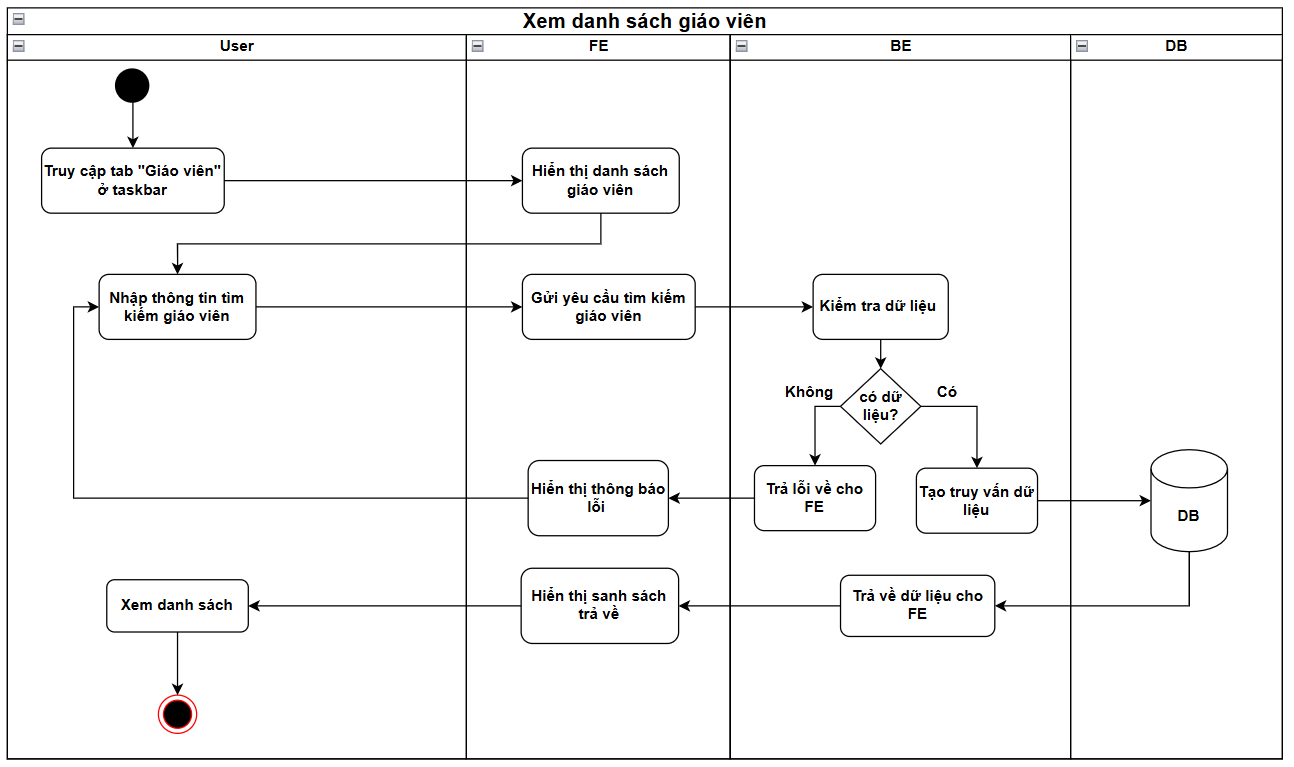 Xem danh sách giáo viên
User
FE
BE
DB
Truy cập tab "Giáo viên"
ở taskbar
Hiển thị danh sách
giáo viên
Nhập thông tin tìm
kiếm giáo viên
Gửi yêu cầu tìm kiếm
giáo viên
Kiểm tra dữ liệu
Không
có dữ
liệu?
Có
Hiển thị thông báo
lỗi
Trả lỗi về cho
FE
Tạo truy vấn dữ
liệu
DB
Xem danh sách
Hiển thị sanh sách
trả về
Trả về dữ liệu cho
FE